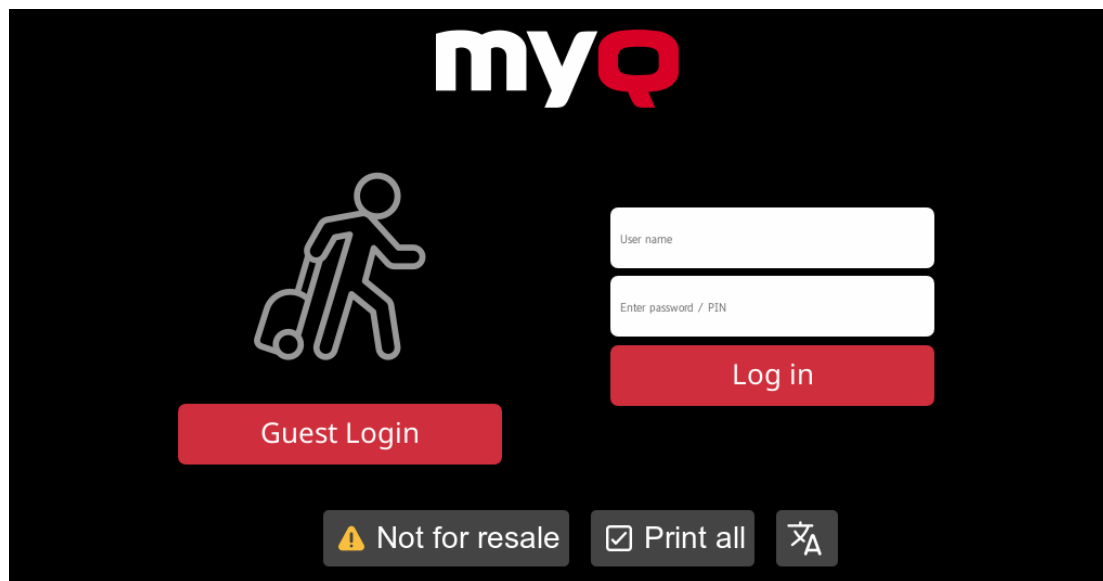 myQ
User name
Enter password / PIN
Log in
Guest Login
Not for resale
Print all